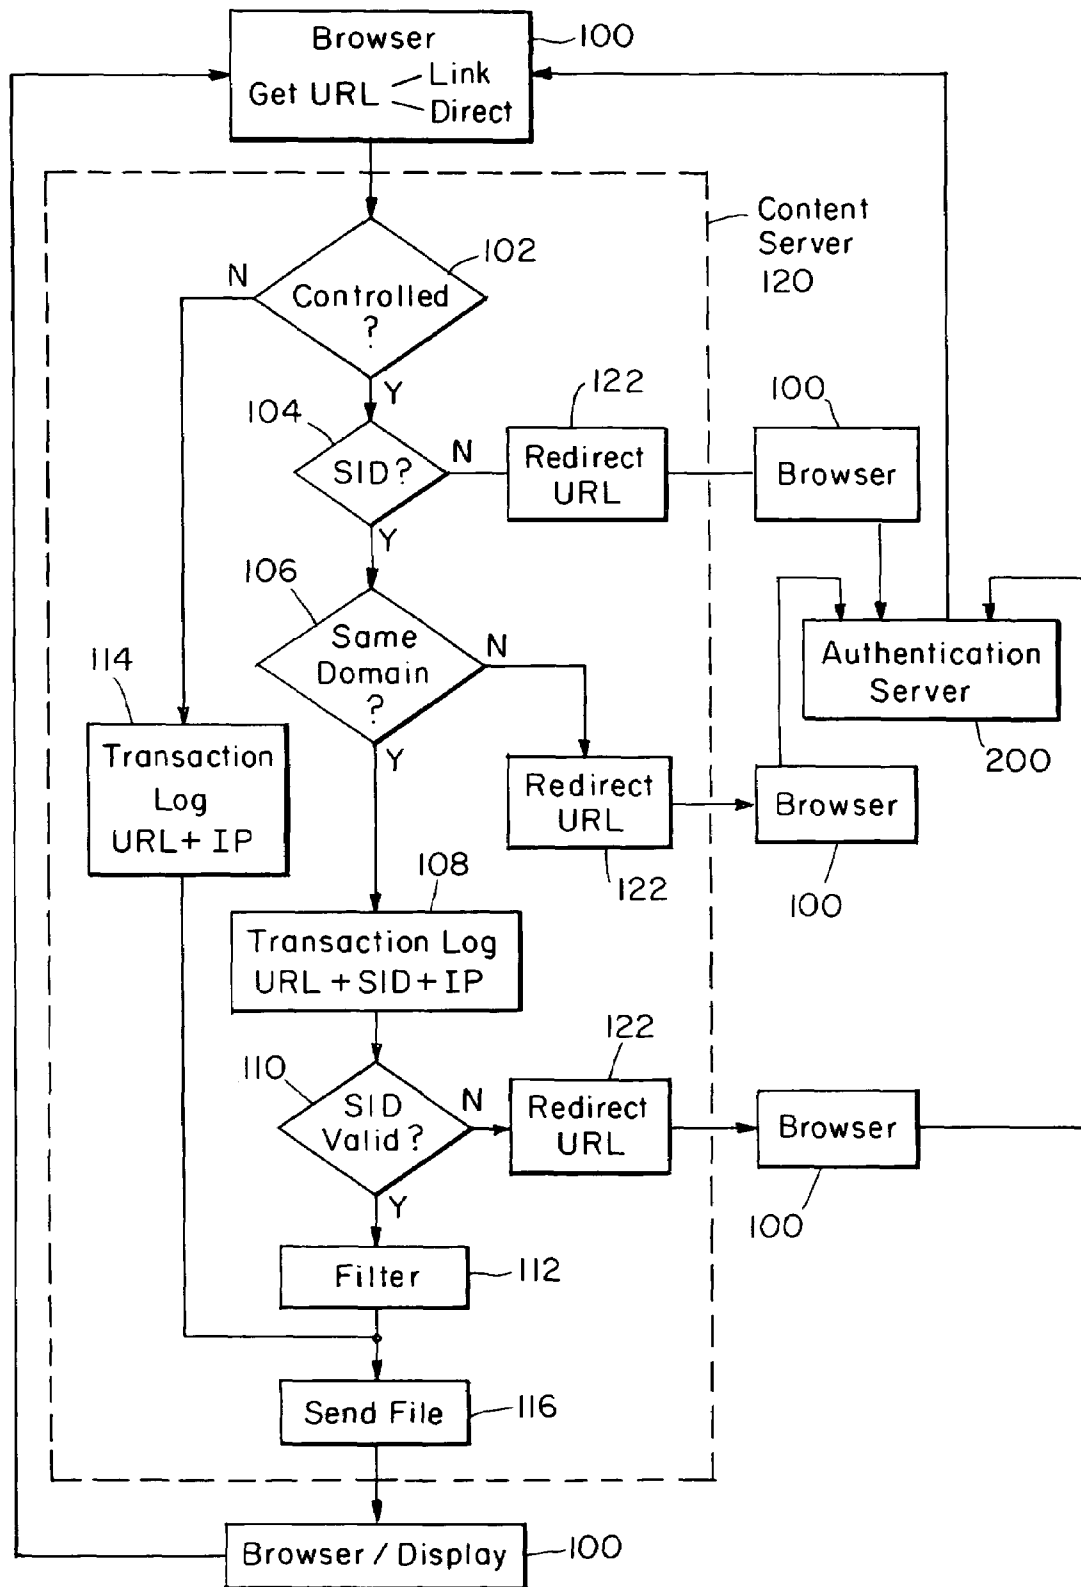 Browser
100
Get URL
Link
Direct
Content
Server
120
102
N
Controlled
?
Y
104
SID?
N
122
Redirect
URL
100
Browser
Y
106
Same
Domain
?
N
Authentication
Server
200
114
Transaction
Log
URL+ IP
Y
Redirect
URL
122
Browser
100
108
Transaction Log
URL + SID + IP
110
SID
Valid?
N
122
Redirect
URL
Browser
100
Y
Filter
112
Send File
116
Browser / Display
100